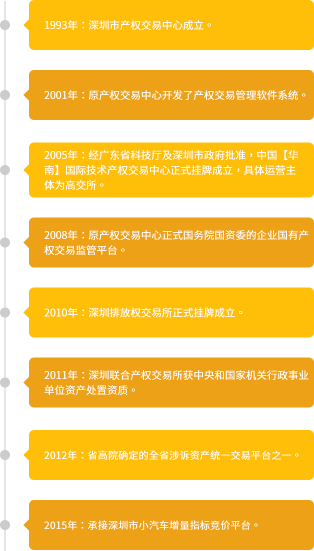 1993年：深圳市产权交易中心成立。
2001年：原产权交易中心开发了产权交易管理软件系统。
2005年：经广东省科技厅及深圳市政府批准，中国【华
南】国际技术产权交易中心正式挂牌成立，具体运营主
体为高交所。
2008年：原产权交易中心正式国务院国资委的企业国有产
权交易监管平台。
2010年：深圳排放权交易所正式挂牌成立。
2011年：深圳联合产权交易所获中央和国家机关行政事业
单位资产处置资质。
2012年：省高院确定的全省涉诉资产统一交易平台之一。
2015年：承接深圳市小汽车增量指标竞价平台。